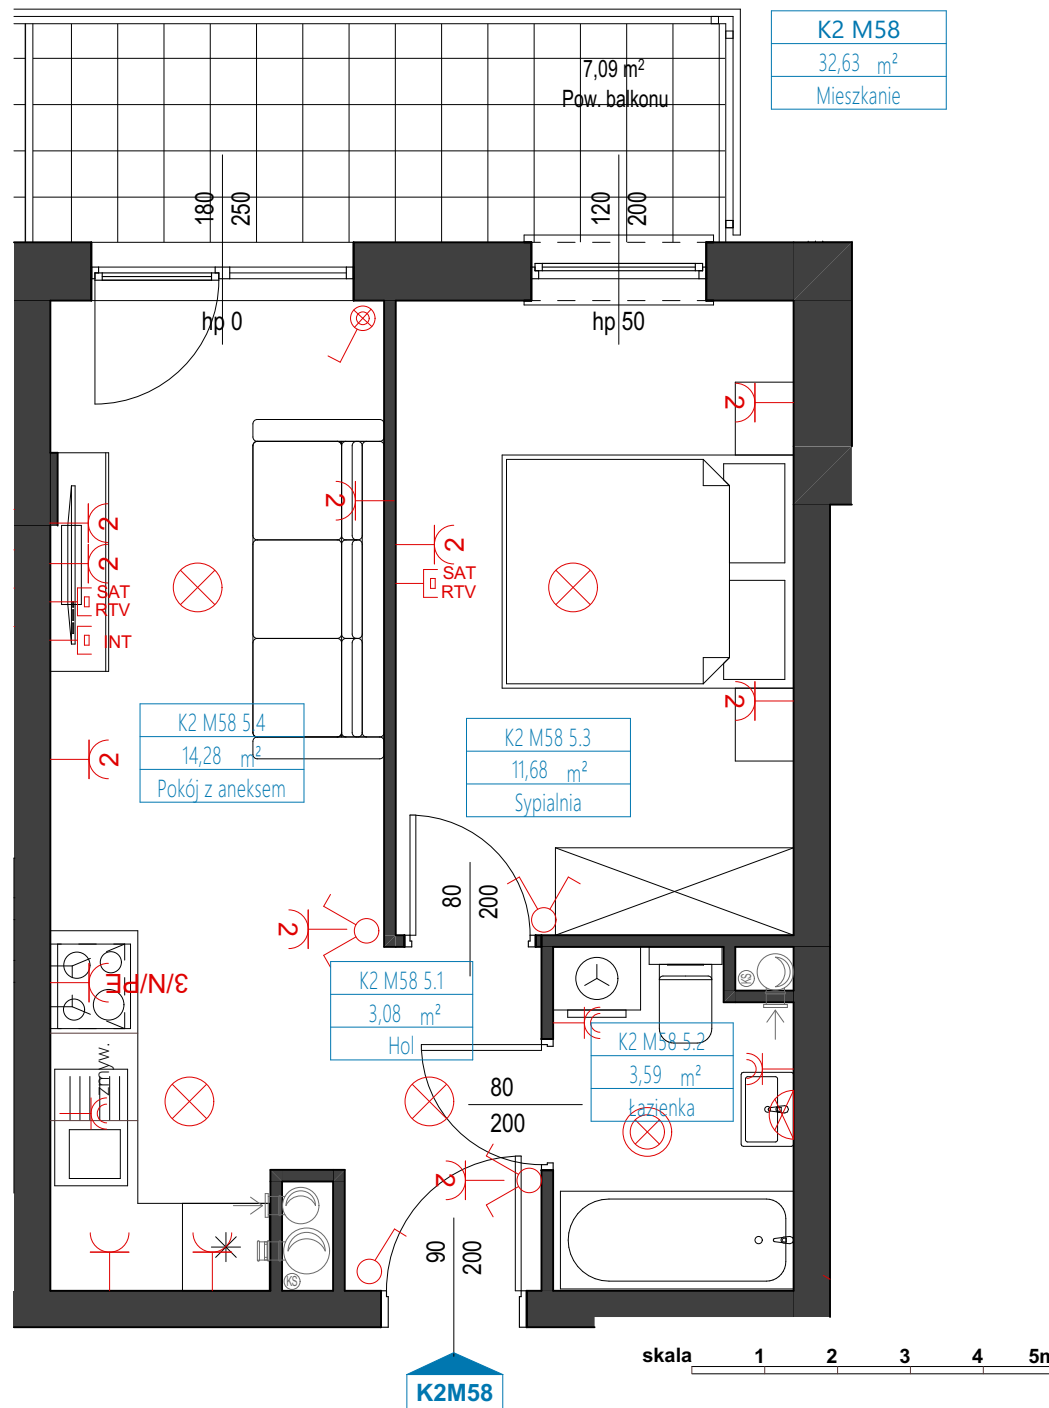 K2 M58
32,63 m²
Mieszkanie
7,09 m²
Pow. balkonu
180
250
120
200
hp 0
hp 50
2
2
2
2
SAT
RTV
2
SAT
RTV
INT
2
K2 M58 5.4
14,28 m²
Pokój z aneksem
K2 M58 5.3
11,68 m²
Sypialnia
2
80
200
2
3/N/PE
K2 M58 5.1
3,08 m²
Hol
KS
zmyw.
K2 M58 5.2
3,59 m²
Łazienka
80
200
2
90
200
KS
skala 1 2 3 4 5m
K2M58